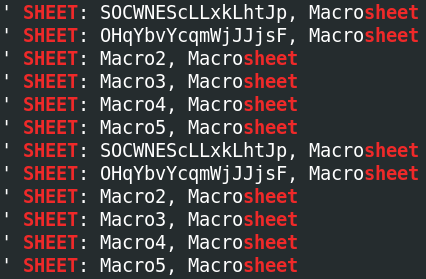 ' SHEET: SOCWNEScLLxkLhtJp, Macrosheet
' SHEET: OHqYbvYcqmWjJJjsF, Macrosheet
' SHEET: Macro2, Macrosheet
' SHEET: Macro3, Macrosheet
' SHEET: Macro4, Macrosheet
' SHEET: Macro5, Macrosheet
' SHEET: SOCWNEScLLxkLhtJp, Macrosheet
' SHEET: OHqYbvYcqmWjJJjsF, Macrosheet
' SHEET: Macro2, Macrosheet
' SHEET: Macro3, Macrosheet
' SHEET: Macro4, Macrosheet
' SHEET: Macro5, Macrosheet